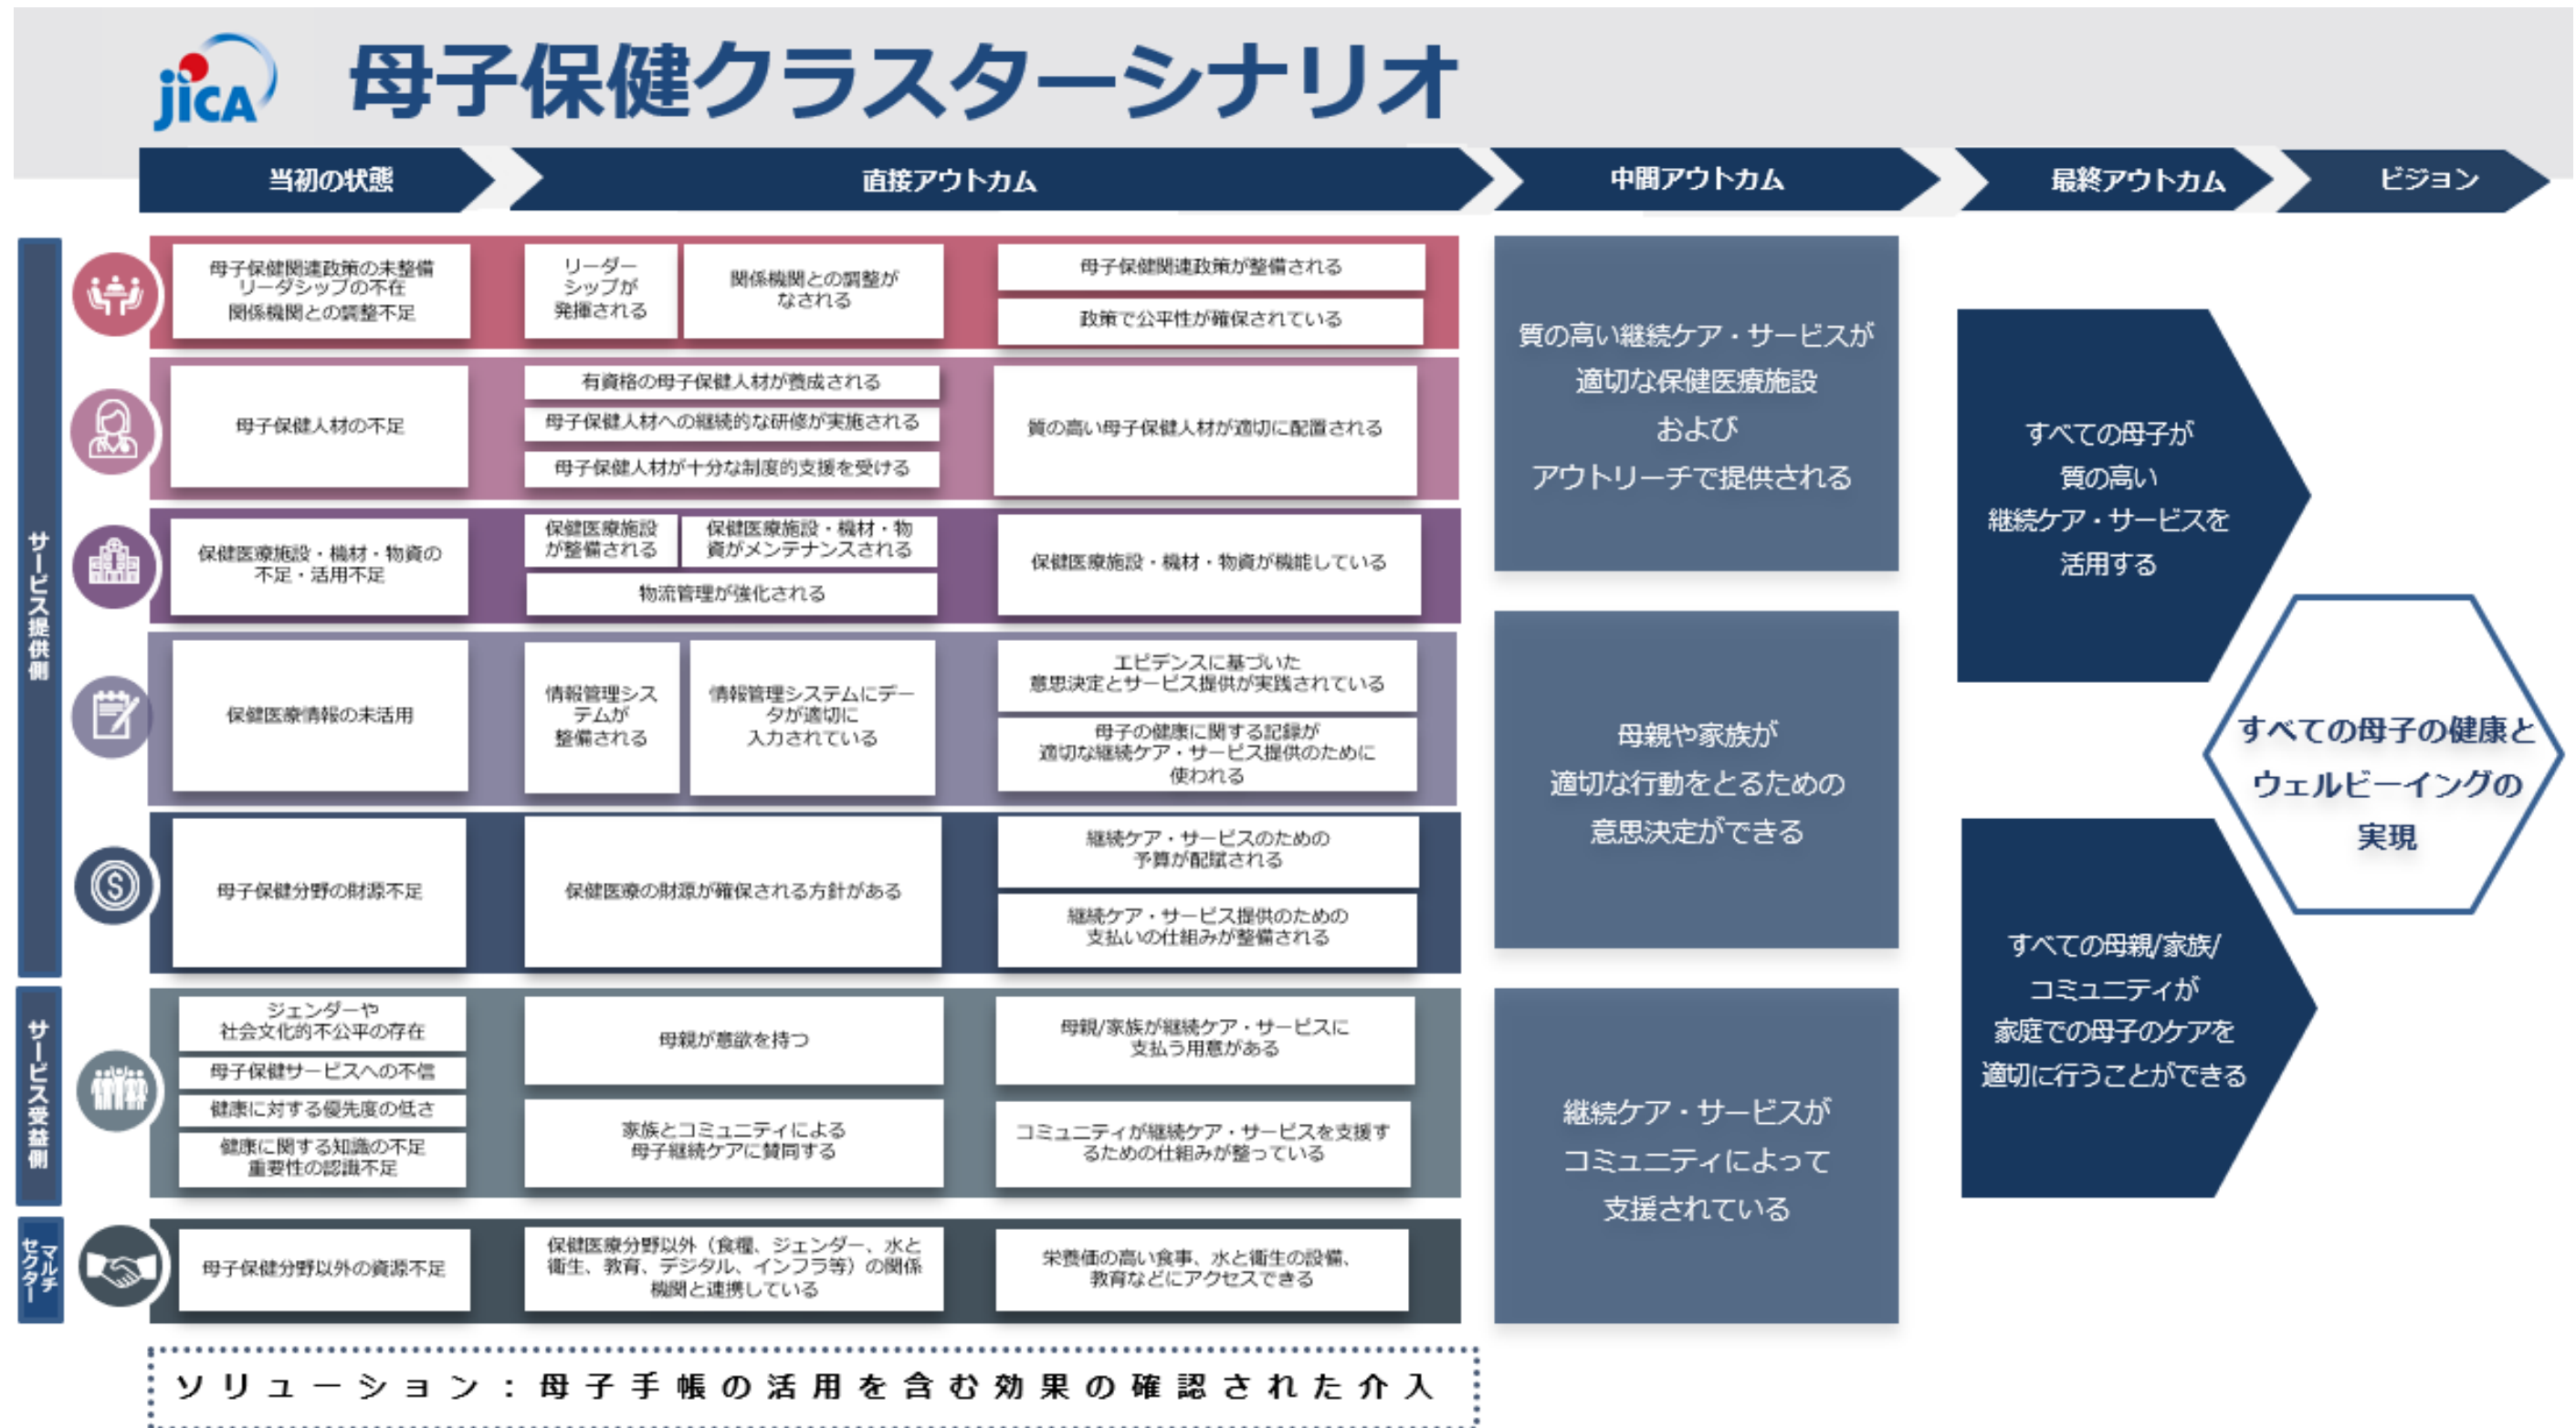 jica
母子保健クラスターシナリオ
当初の状態
直接アウトカム
中間アウトカム
最終アウトカム
ビジョン
サービス提供側
母子保健関連政策の未整備
リーダシップの不在
関係機関との調整不足
リーダー
シップが
発揮される
関係機関との調整が
なされる
母子保健関連政策が整備される
政策で公平性が確保されている
母子保健人材の不足
有資格の母子保健人材が養成される
母子保健人材への継続的な研修が実施される
母子保健人材が十分な制度的支援を受ける
質の高い母子保健人材が適切に配置される
保健医療施設・機材・物資の
不足・活用不足
保健医療施設
が整備される
保健医療施設・機材・物
資がメンテナンスされる
物流管理が強化される
保健医療施設・機材・物資が機能している
保健医療情報の未活用
情報管理シス
テムが
整備される
情報管理システムにデー
タが適切に
入力されている
エビデンスに基づいた
意思決定とサービス提供が実践されている
母子の健康に関する記録が
適切な継続ケア・サービス提供のために
使われる
母子保健分野の財源不足
保健医療の財源が確保される方針がある
継続ケア・サービスのための
予算が配賦される
継続ケア・サービス提供のための
支払いの仕組みが整備される
サービス受益側
ジェンダーや
社会文化的不公平の存在
母子保健サービスへの不信
健康に対する優先度の低さ
健康に関する知識の不足
重要性の認識不足
母親が意欲を持つ
家族とコミュニティによる
母子継続ケアに賛同する
母親/家族が継続ケア・サービスに
支払う用意がある
コミュニティが継続ケア・サービスを支援す
るための仕組みが整っている
マルチ
セクター
母子保健分野以外の資源不足
保健医療分野以外（食糧、ジェンダー、水と
衛生、教育、デジタル、インフラ等）の関係
機関と連携している
栄養価の高い食事、水と衛生の設備、
教育などにアクセスできる
質の高い継続ケア・サービスが
適切な保健医療施設
および
アウトリーチで提供される
母親や家族が
適切な行動をとるための
意思決定ができる
継続ケア・サービスが
コミュニティによって
支援されている
すべての母子が
質の高い
継続ケア・サービスを
活用する
すべての母親/家族/
コミュニティが
家庭での母子のケアを
適切に行うことができる
すべての母子の健康と
ウェルビーイングの
実現
ソリューション：母子手帳の活用を含む効果の確認された介入